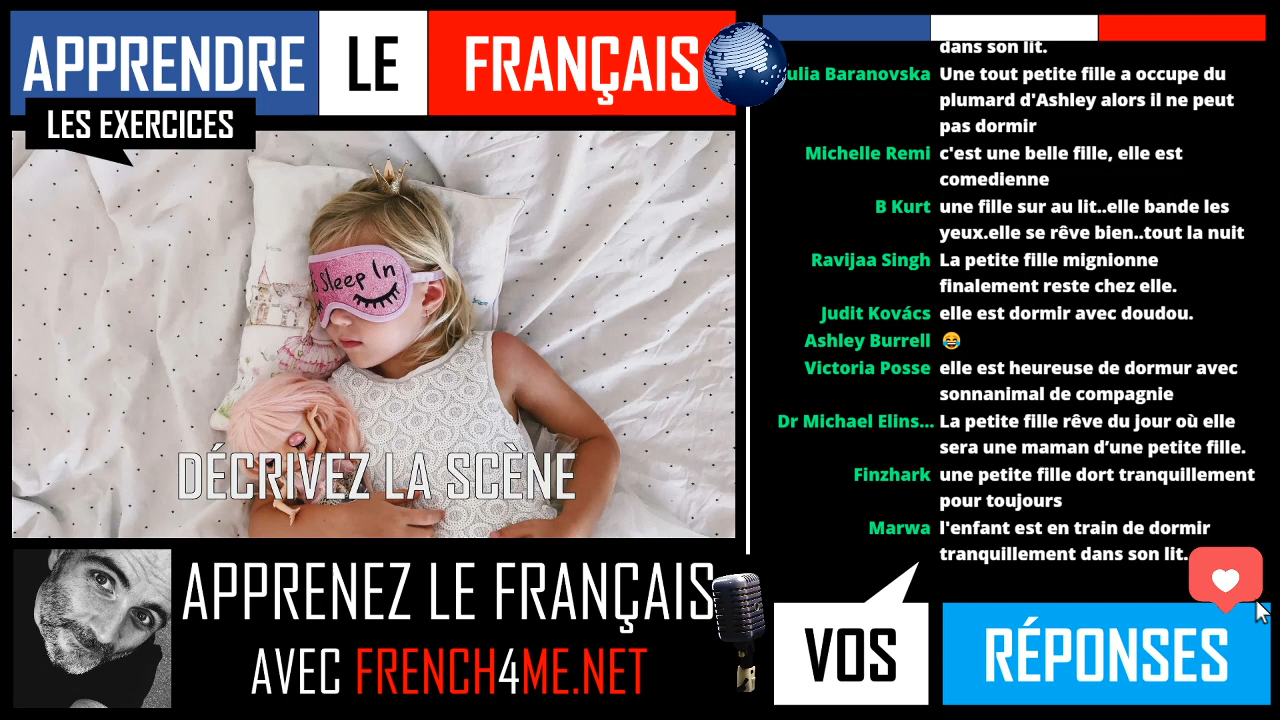 APPRENDRE LE FRANÇAIS
LES EXERCICES
Sleep In
DÉCRIVEZ LA SCÈNE
APPRENEZ LE FRANÇAIS
AVEC FRENCH4ME.NET
dans son lit.
ulia Baranovska Une tout petite fille a occupe du
plumard d'Ashley alors il ne peut
pas dormir
Michelle Remi c'est une belle fille, elle est
comedienne
B Kurt une fille sur au lit..elle bande les
yeux.elle se rêve bien..tout la nuit
Ravijaa Singh La petite fille mignionne
finalement reste chez elle.
Judit Kovács elle est dormir avec doudou.
Ashley Burrell 😂
Victoria Posse elle est heureuse de dormur avec
sonnanimal de compagnie
Dr Michael Elins... La petite fille rêve du jour où elle
sera une maman d’une petite fille.
Finzhark une petite fille dort tranquillement
pour toujours
Marwa l'enfant est en train de dormir
tranquillement dans son lit.
VOS RÉPONSES